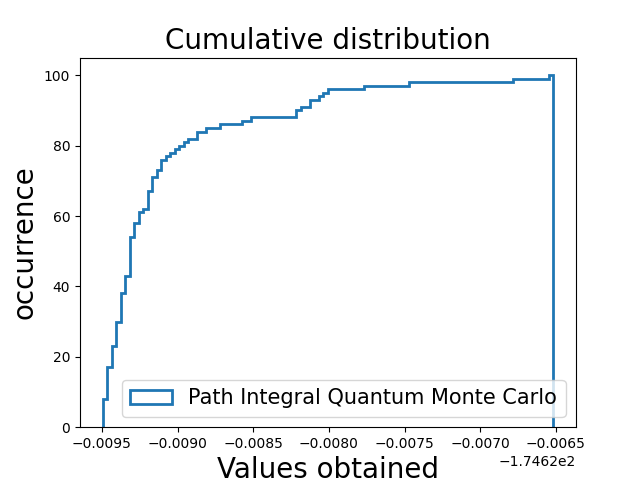 Cumulative distribution
100
80
60
40
20
0
occurrence
Path Integral Quantum Monte Carlo
−0.0095 −0.0090 −0.0085 −0.0080 −0.0075 −0.0070 −0.0065
−1.7462e2
Values obtained